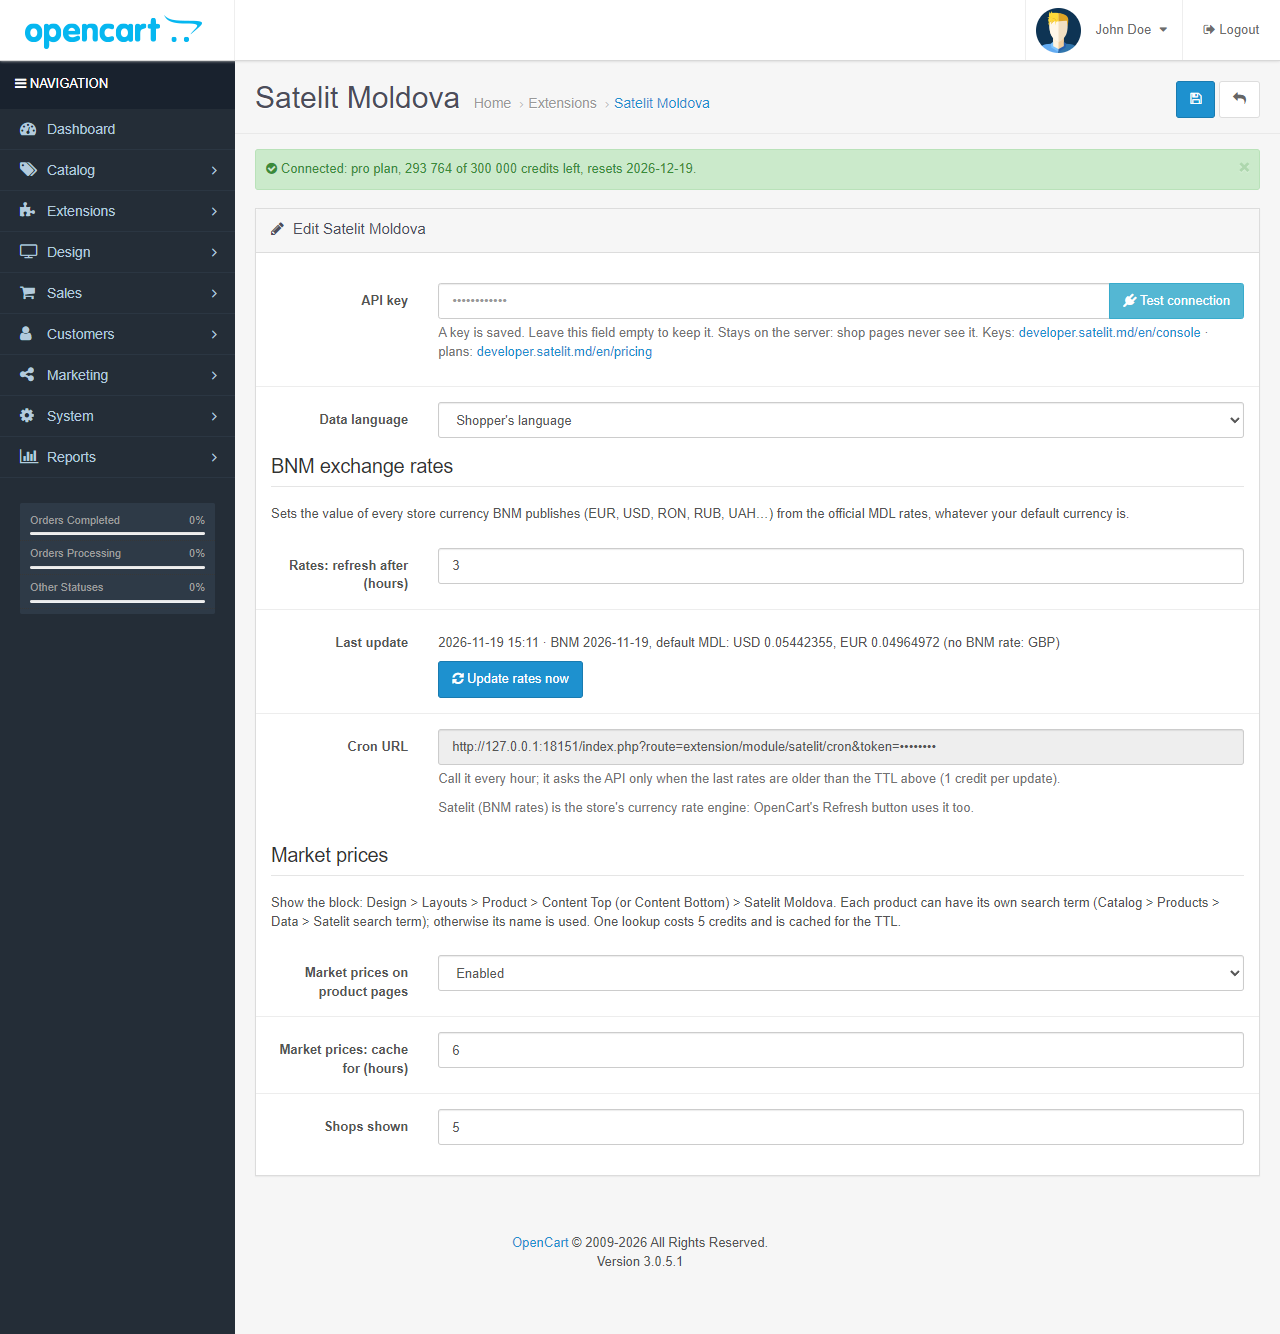 opencart
John Doe
Logout
NAVIGATION
Satelit Moldova
Home › Extensions › Satelit Moldova
Dashboard
Catalog
Extensions
Design
Sales
Customers
Marketing
System
Reports
Orders Completed 0%
Orders Processing 0%
Other Statuses 0%
Connected: pro plan, 293 764 of 300 000 credits left, resets 2026-12-19.
×
Edit Satelit Moldova
API key
••••••••••••
Test connection
A key is saved. Leave this field empty to keep it. Stays on the server: shop pages never see it. Keys: developer.satelit.md/en/console ·
plans: developer.satelit.md/en/pricing
Data language
Shopper's language
BNM exchange rates
Sets the value of every store currency BNM publishes (EUR, USD, RON, RUB, UAH…) from the official MDL rates, whatever your default currency is.
Rates: refresh after
(hours)
3
Last update
2026-11-19 15:11 · BNM 2026-11-19, default MDL: USD 0.05442355, EUR 0.04964972 (no BNM rate: GBP)
Update rates now
Cron URL
http://127.0.0.1:18151/index.php?route=extension/module/satelit/cron&token=••••••••
Call it every hour; it asks the API only when the last rates are older than the TTL above (1 credit per update).
Satelit (BNM rates) is the store's currency rate engine: OpenCart's Refresh button uses it too.
Market prices
Show the block: Design > Layouts > Product > Content Top (or Content Bottom) > Satelit Moldova. Each product can have its own search term (Catalog > Products >
Data > Satelit search term); otherwise its name is used. One lookup costs 5 credits and is cached for the TTL.
Market prices on
product pages
Enabled
Market prices: cache
for (hours)
6
Shops shown
5
OpenCart © 2009-2026 All Rights Reserved.
Version 3.0.5.1